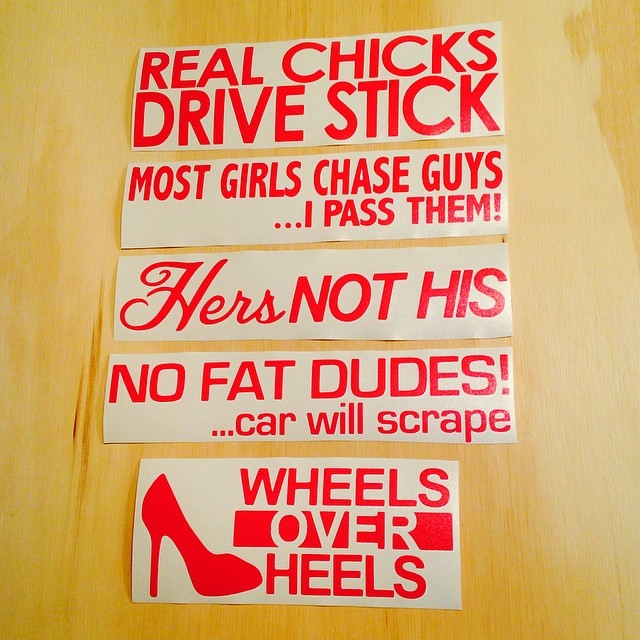 REAL CHICKS
DRIVE STICK
MOST GIRLS CHASE GUYS
...I PASS THEM!
Hers NOT HIS
NO FAT DUDES!
...car will scrape
WHEELS
OVER
HEELS